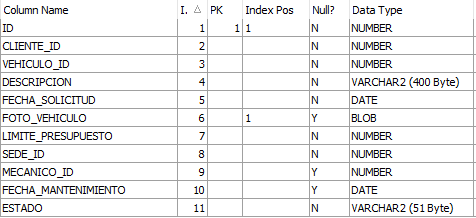 Column Name I. △ PK Index Pos Null? Data Type
ID 1 1 1 N NUMBER
CLIENTE_ID 2 N NUMBER
VEHICULO_ID 3 N NUMBER
DESCRIPCION 4 N VARCHAR2 (400 Byte)
FECHA_SOLICITUD 5 N DATE
FOTO_VEHICULO 6 1 Y BLOB
LIMITE_PRESUPUESTO 7 N NUMBER
SEDE_ID 8 N NUMBER
MECANICO_ID 9 Y NUMBER
FECHA_MANTENIMIENTO 10 Y DATE
ESTADO 11 N VARCHAR2 (51 Byte)